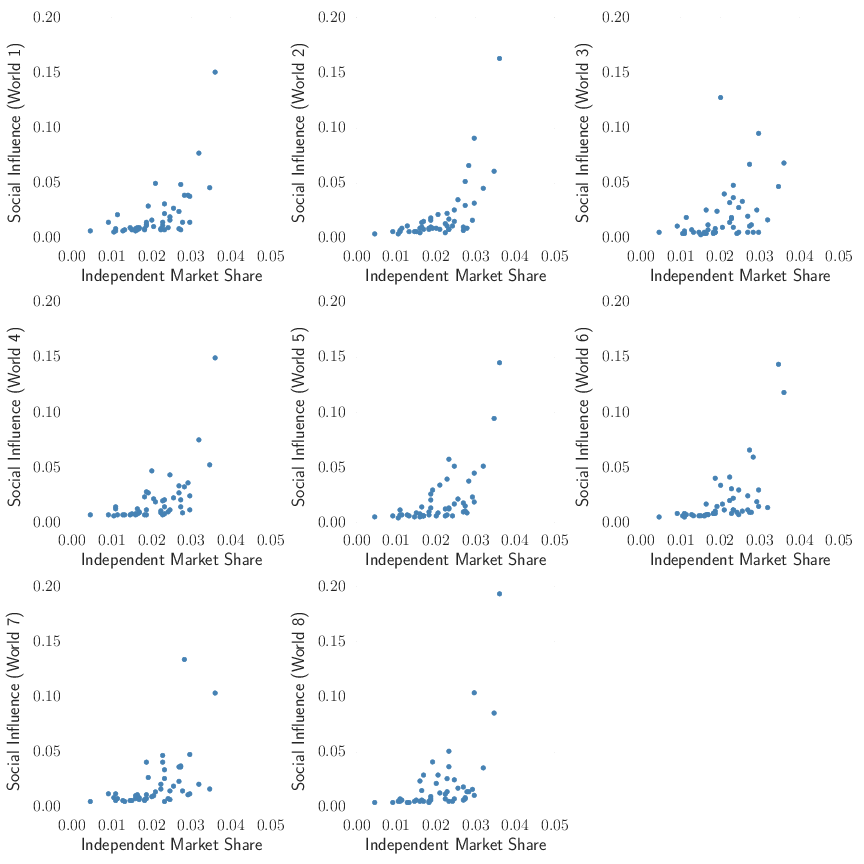 0.20 0.20 0.20
0.15 0.15 0.15
0.10 0.10 0.10
0.05 0.05 0.05
0.00 0.00 0.00
Social Influence (World 1) Social Influence (World 2) Social Influence (World 3)
0.00 0.01 0.02 0.03 0.04 0.05 0.00 0.01 0.02 0.03 0.04 0.05 0.00 0.01 0.02 0.03 0.04 0.05
Independent Market Share Independent Market Share Independent Market Share
0.20 0.20 0.20
0.15 0.15 0.15
0.10 0.10 0.10
0.05 0.05 0.05
0.00 0.00 0.00
Social Influence (World 4) Social Influence (World 5) Social Influence (World 6)
0.00 0.01 0.02 0.03 0.04 0.05 0.00 0.01 0.02 0.03 0.04 0.05 0.00 0.01 0.02 0.03 0.04 0.05
Independent Market Share Independent Market Share Independent Market Share
0.20 0.20
0.15 0.15
0.10 0.10
0.05 0.05
0.00 0.00
Social Influence (World 7) Social Influence (World 8)
0.00 0.01 0.02 0.03 0.04 0.05 0.00 0.01 0.02 0.03 0.04 0.05
Independent Market Share Independent Market Share